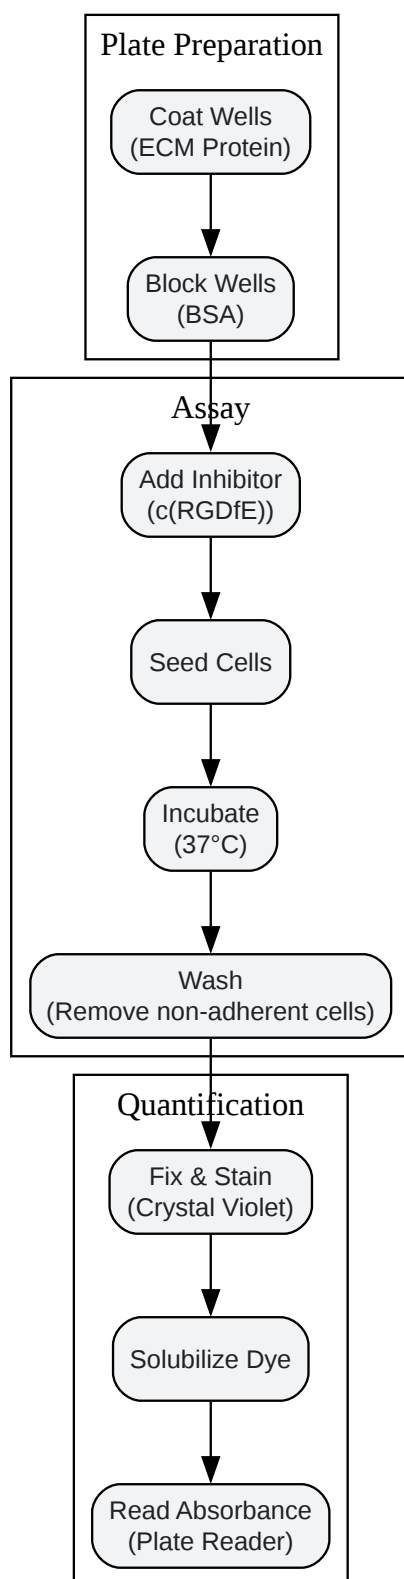 Plate Preparation
Coat Wells
(ECM Protein)
Block Wells
(BSA)
Assay
Add Inhibitor
(c(RGDfE))
Seed Cells
Incubate
(37°C)
Wash
(Remove non-adherent cells)
Quantification
Fix & Stain
(Crystal Violet)
Solubilize Dye
Read Absorbance
(Plate Reader)